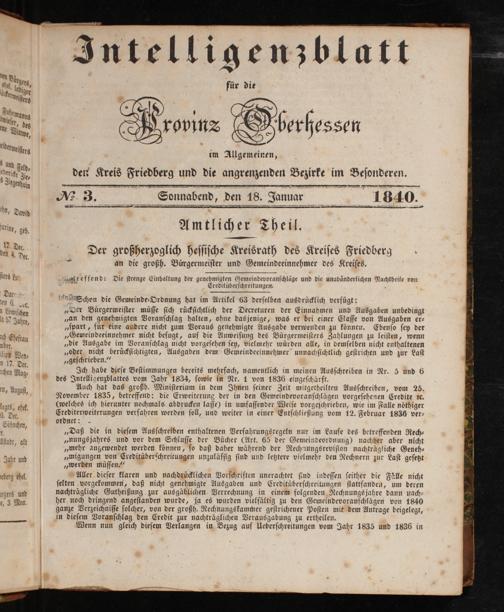 Intelligenzblatt
für die
Provinz Oberhessen
im Allgemeinen,
den Kreis Friedberg und die angrenzenden Bezirke im Besonderen.
No 3. Sonnabend, den 18. Januar 1840.
Amtlicher Theil.
Der großherzoglich hessische Kreisrath des Kreises Friedberg
an die großh. Bürgermeister und Gemeindeeinnehmer des Kreises.
Betreffend: Die strenge Einhaltung der genehmigten Gemeindevoranschläge und die unabänderlichen Nachtheile von
Creditüberschreitungen.
Schon die Gemeinde-Ordnung hat im Artikel 63 derselben ausdrücklich verfügt:
„Der Bürgermeister müße sich rücksichtlich der Decreturen der Einnahmen und Ausgaben unbedingt
„an den genehmigten Voranschlag halten, ohne dasjenige, was er bei einer Classe von Ausgaben er-
„spart, für eine andere nicht zum Voraus genehmigte Ausgabe verwenden zu können. Ebenso sey der
„Gemeindeeinnehmer nicht befugt, auf die Anweisung des Bürgermeisters Zahlungen zu leisten, wenn
„die Ausgabe im Voranschlag nicht vorgesehen sey, vielmehr würden alle, in demselben nicht enthaltenen
„oder nicht berücksichtigten, Ausgaben dem Gemeindeeinnehmer unnachsichtlich gestrichen und zur Last
„geschrieben.“
Ich habe diese Bestimmungen bereits mehrfach, namentlich in meinen Ausschreiben in Nr. 5 und 6
des Intelligenzblattes vom Jahr 1834, sowie in Nr. 1 von 1836 eingeschärft.
Auch hat das großh. Ministerium in dem Ihnen seiner Zeit mitgetheilten Ausschreiben, vom 25.
November 1835, betreffend: die Erweiterung der in den Gemeindevoranschlägen vorgesehenen Credite rc.
(welches ich hierunter nochmals abdrucken lasse) in umfassender Weise vorgeschrieben, wie im Falle nöthiger
Crediterweiterungen verfahren werden soll, und weiter in einer Entschließung vom 12. Februar 1836 ver-
ordnet: –
„Daß die in diesem Ausschreiben enthaltenen Verfahrungsregeln nur im Laufe des betreffenden Rech-
„nungsjahres und vor dem Schlusse der Bücher (Art. 65 der Gemeindeordnung) nachher aber nicht
„mehr angewendet werden können, so daß daher während der Rechnungsrevision nachträgliche Geneh-
„migungen von Creditüberschreitungen unzulässig sind und letztere vielmehr den Rechnern zur Last gesetzt
„werden müssen.“
Aller dieser klaren und nachdrücklichen Vorschriften unerachtet sind indessen seither die Fälle nicht
selten vorgekommen, daß nicht genehmigte Ausgaben und Creditüberschreitungen stattfanden, um deren
nachträgliche Gutheißung zur ausgäblichen Verrechnung in einem folgenden Rechnungsjahre dann nach-
her noch dringend angestanden wurde, ja es wurden vielfältig zu den Gemeindevoranschlägen von 1840
ganze Verzeichnisse solcher, von der großh. Rechnungskammer gestrichener Posten mit dem Antrage beigelegt,
in diesem Voranschlag den Credit zur nachträglichen Verausgabung zu ertheilen.
Wenn nun gleich diesem Verlangen in Bezug auf Ueberschreitungen vom Jahr 1835 und 1836 in